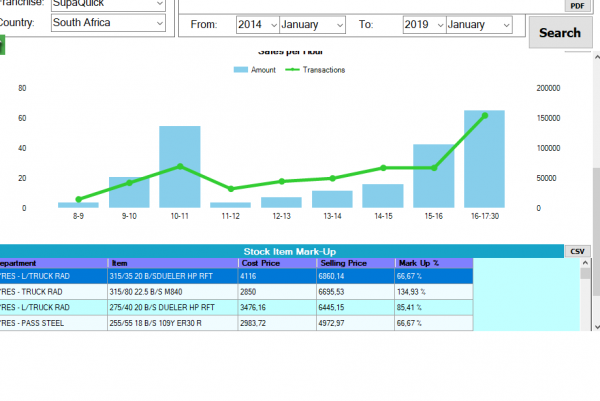 Franchise: SupaQuick
Country: South Africa
From: 2014 January To: 2019 January
PDF
Search
Sales per Hour
Amount Transactions
80 200000
60 150000
40 100000
20 50000
0 0
8-9 9-10 10-11 11-12 12-13 13-14 14-15 15-16 16-17:30
Stock Item Mark-Up CSV
epartment Item Cost Price Selling Price Mark Up %
YRES - L/TRUCK RAD 315/35 20 B/SDUELER HP RFT 4116 6860,14 66,67 %
YRES - TRUCK RAD 315/80 22.5 B/S M840 2850 6695,53 134,93 %
YRES - L/TRUCK RAD 275/40 20 B/S DUELER HP RFT 3476,16 6445,15 85,41 %
YRES - PASS STEEL 255/55 18 B/S 109Y ER30 R 2983,72 4972,97 66,67 %